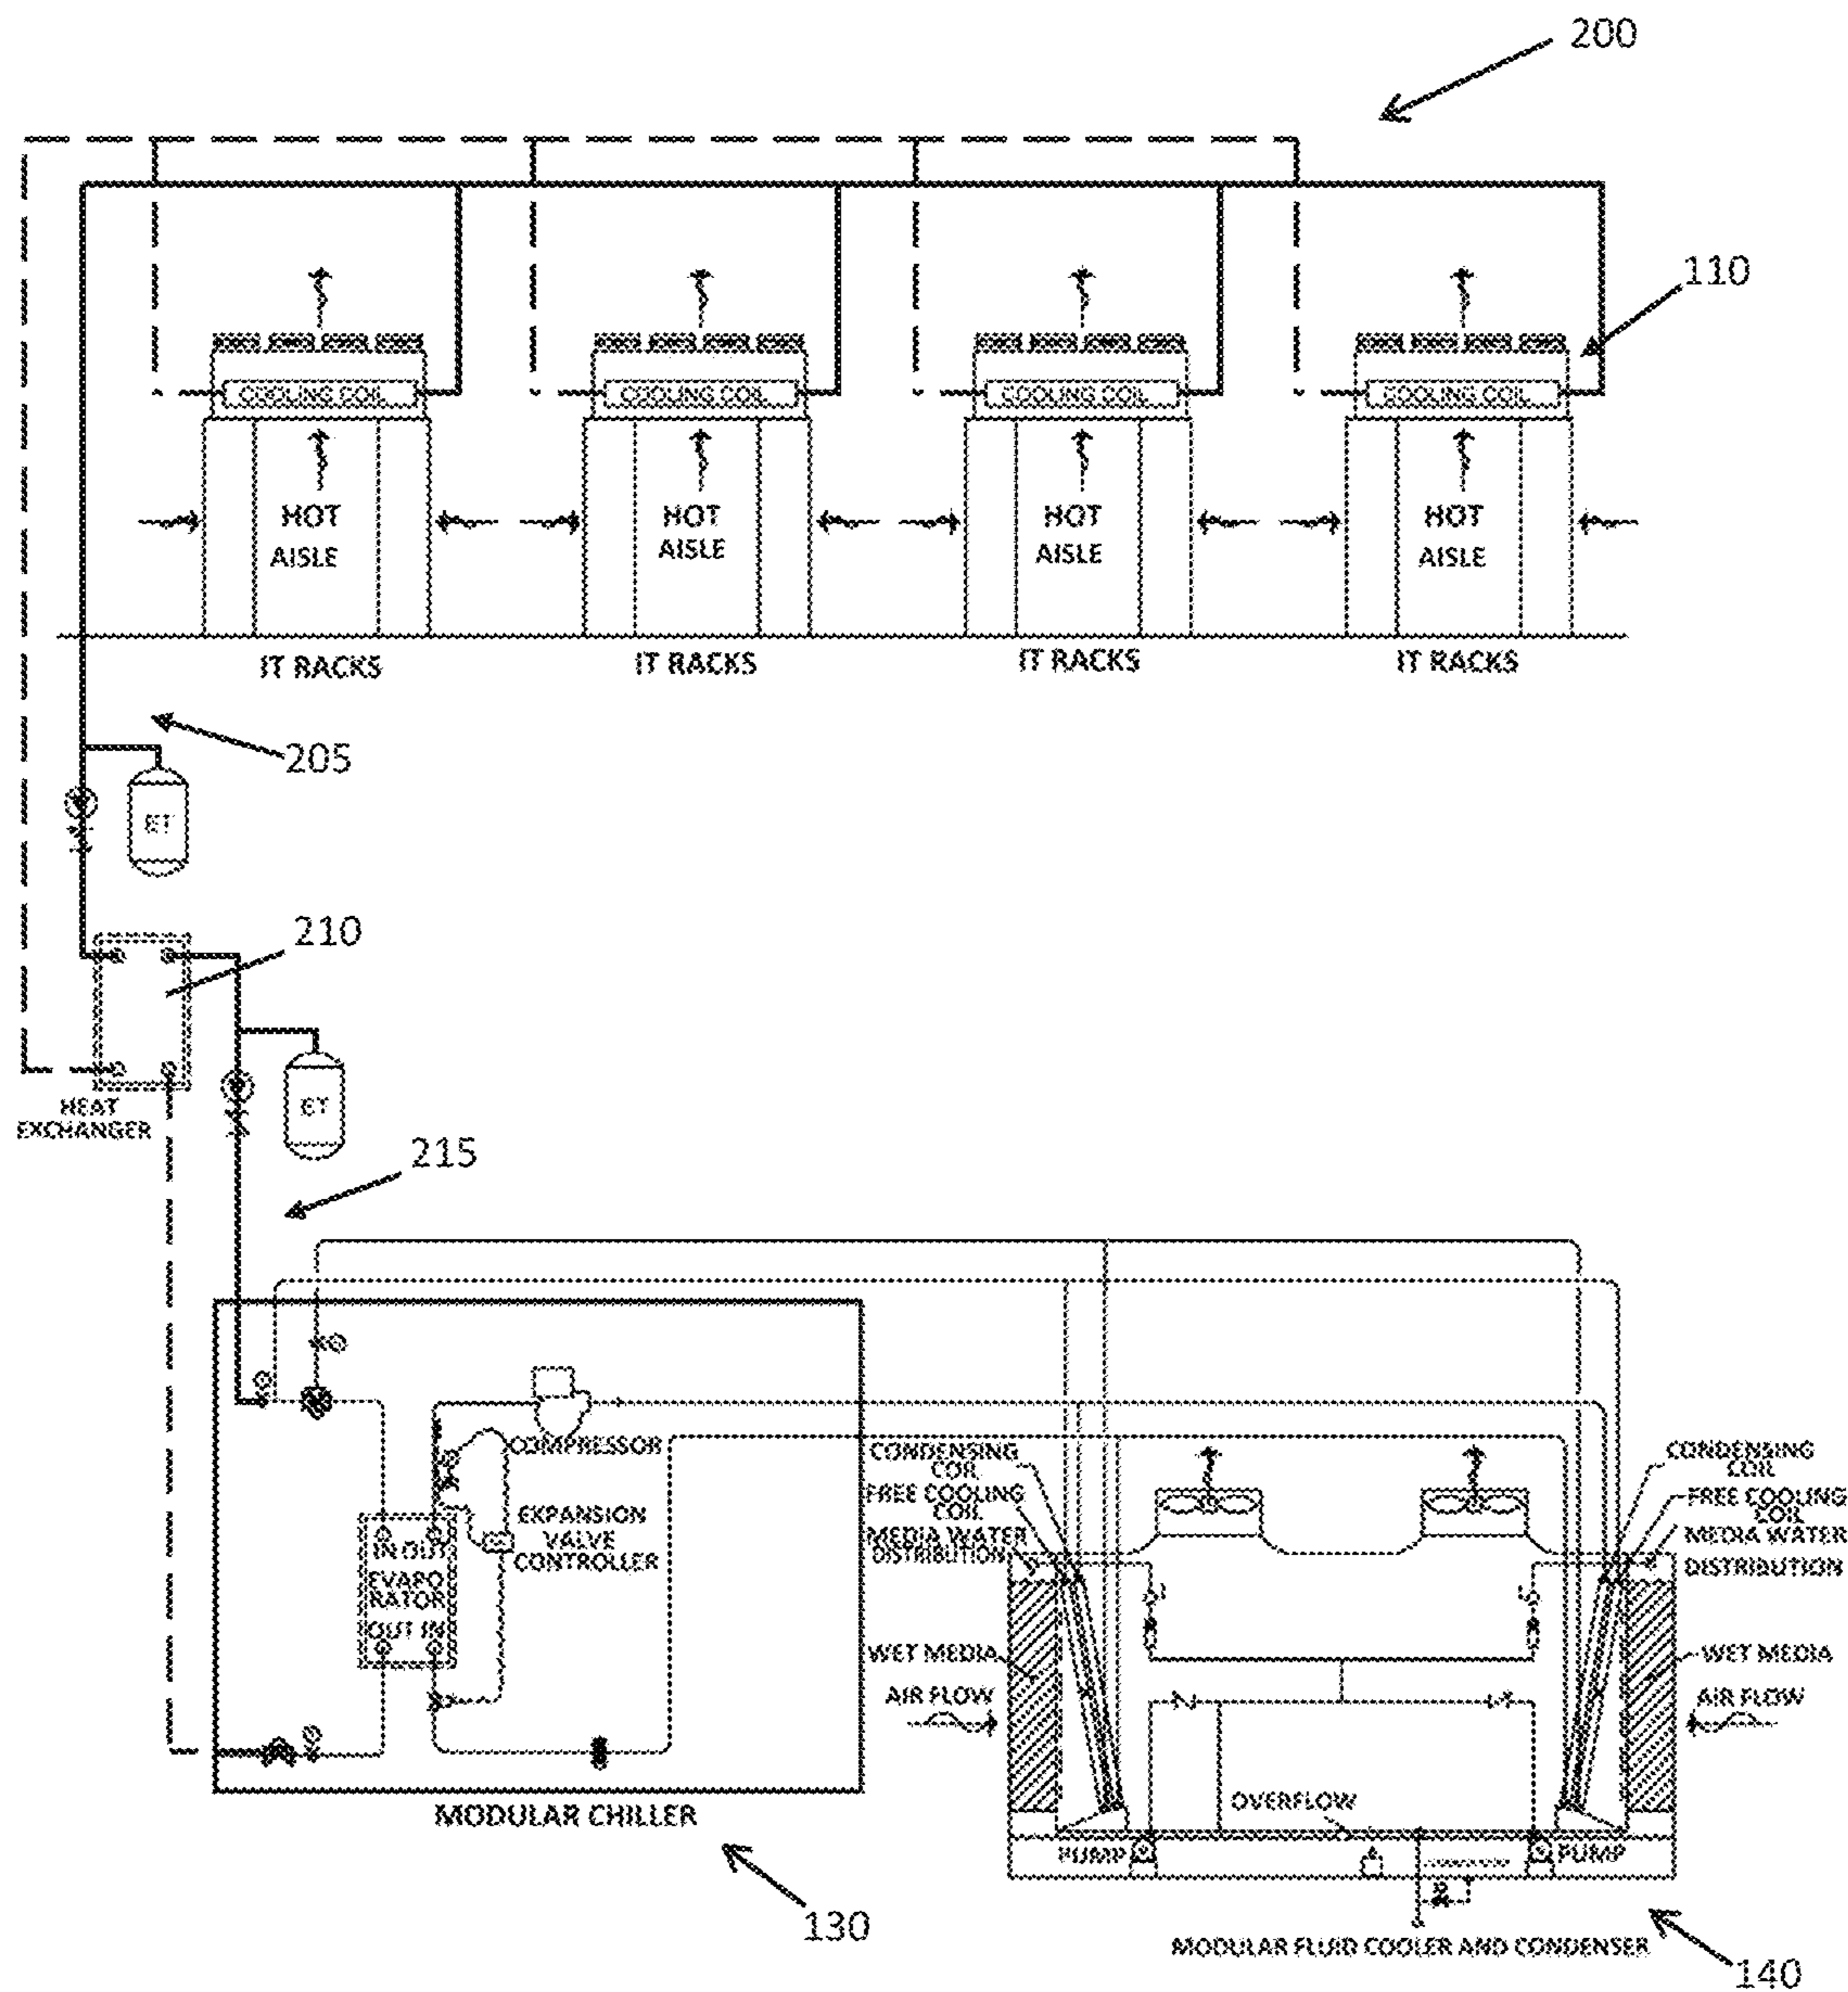 200
110
COOLING COIL
COOLING COIL
COOLING COIL
COOLING COIL
HOT
AISLE
HOT
AISLE
HOT
AISLE
HOT
AISLE
IT RACKS
IT RACKS
IT RACKS
IT RACKS
205
ET
210
HEAT
EXCHANGER
ET
215
COMPRESSOR
EXPANSION
VALVE
CONTROLLER
IN OUT
EVAPO
RATOR
OUT IN
MODULAR CHILLER
130
CONDENSING
COIL
FREE COOLING
COIL
MEDIA WATER
DISTRIBUTION
WET MEDIA
AIR FLOW
CONDENSING
COIL
FREE COOLING
COIL
MEDIA WATER
DISTRIBUTION
WET MEDIA
AIR FLOW
OVERFLOW
PUMP
PUMP
MODULAR FLUID COOLER AND CONDENSER
140